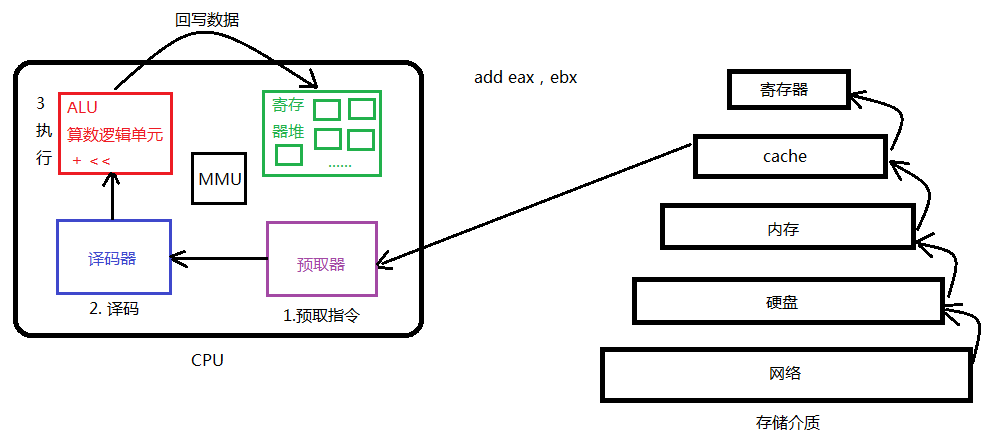 回写数据
add eax , ebx
3
执
行
ALU
算数逻辑单元
+ <<
寄存
器堆
......
MMU
译码器
预取器
2. 译码
1.预取指令
CPU
寄存器
cache
内存
硬盘
网络
存储介质